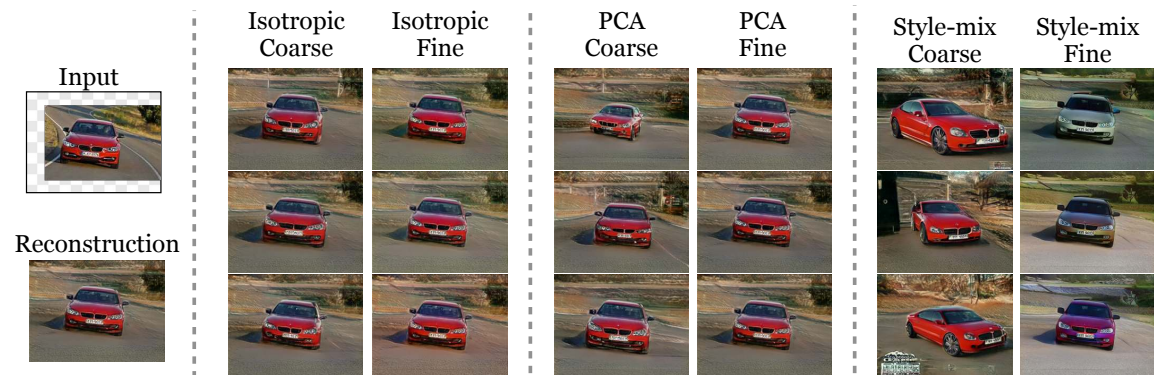 Input
Reconstruction
Isotropic
Coarse
Isotropic
Fine
PCA
Coarse
PCA
Fine
Style-mix
Coarse
Style-mix
Fine